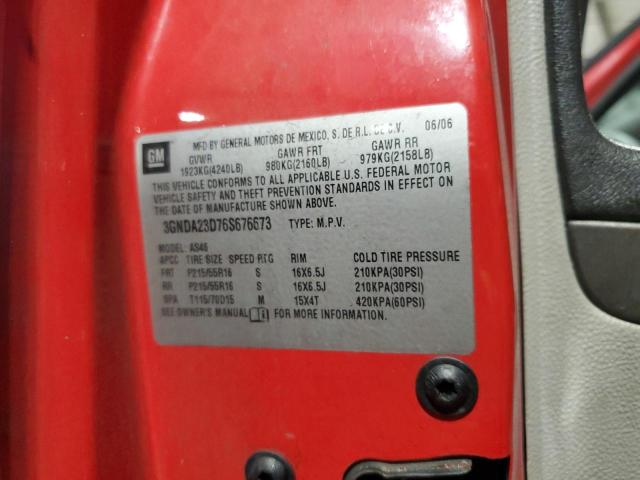 MFD BY GENERAL MOTORS DE MEXICO, S. DE R.L. DE C.V. 06/06
GM
GVWR GAWR FRT GAWR RR
1923KG(4240LB) 980KG(2160LB) 979KG(2158LB)
THIS VEHICLE CONFORMS TO ALL APPLICABLE U.S. FEDERAL MOTOR
VEHICLE SAFETY AND THEFT PREVENTION STANDARDS IN EFFECT ON
THE DATE OF MANUFACTURE SHOWN ABOVE.
3GNDA23D76S676673 TYPE: M.P.V.
MODEL: AS46
APCC TIRE SIZE SPEED RTG RIM COLD TIRE PRESSURE
FRT P215/55R16 S 16X6.5J 210KPA(30PSI)
RR P215/55R16 S 16X6.5J 210KPA(30PSI)
SPA T115/70D15 M 15X4T 420KPA(60PSI)
SEE OWNER'S MANUAL FOR MORE INFORMATION.